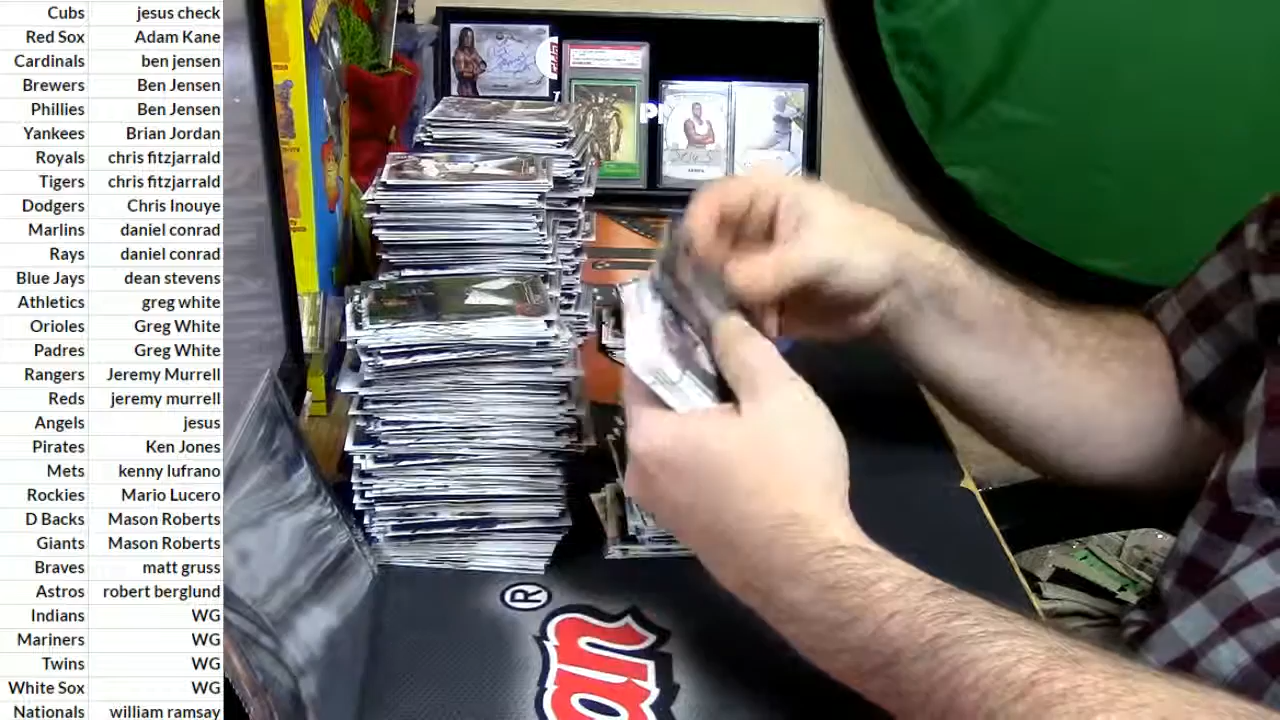 Cubs jesus check
Red Sox Adam Kane
Cardinals ben jensen
Brewers Ben Jensen
Phillies Ben Jensen
Yankees Brian Jordan
Royals chris fitzjarrald
Tigers chris fitzjarrald
Dodgers Chris Inouye
Marlins daniel conrad
Rays daniel conrad
Blue Jays dean stevens
Athletics greg white
Orioles Greg White
Padres Greg White
Rangers Jeremy Murrell
Reds jeremy murrell
Angels jesus
Pirates Ken Jones
Mets kenny lufrano
Rockies Mario Lucero
D Backs Mason Roberts
Giants Mason Roberts
Braves matt gruss
Astros robert berglund
Indians WG
Mariners WG
Twins WG
White Sox WG
Nationals william ramsay
®
an